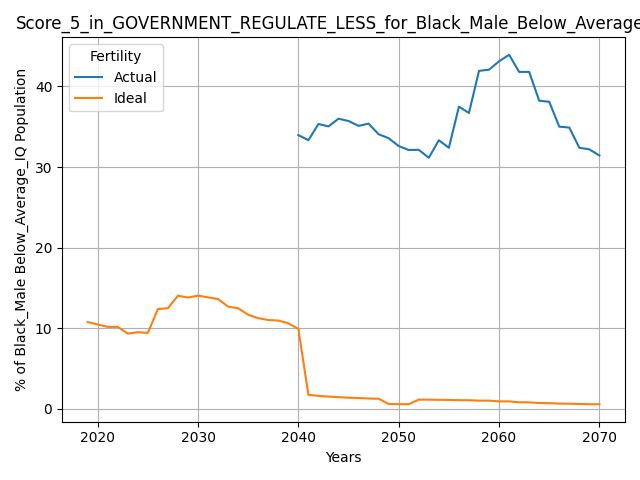 Score_5_in_GOVERNMENT_REGULATE_LESS_for_Black_Male_Below_Average
Fertility
Actual
Ideal
% of Black_Male Below_Average_IQ Population
40
30
20
10
0
2020 2030 2040 2050 2060 2070
Years